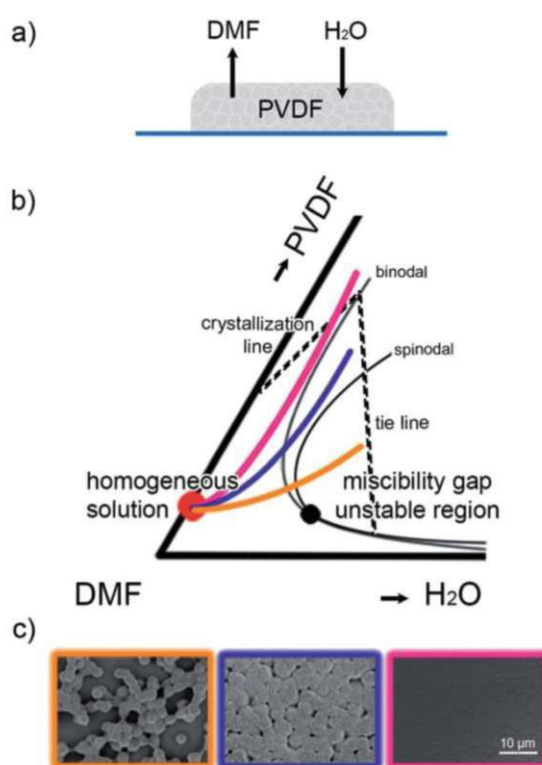 a)
DMF
H2O
PVDF
b)
PVDF
binodal
crystallization
line
spinodal
tie line
homogeneous
solution
miscibility gap
unstable region
DMF
H2O
c)
10 µm